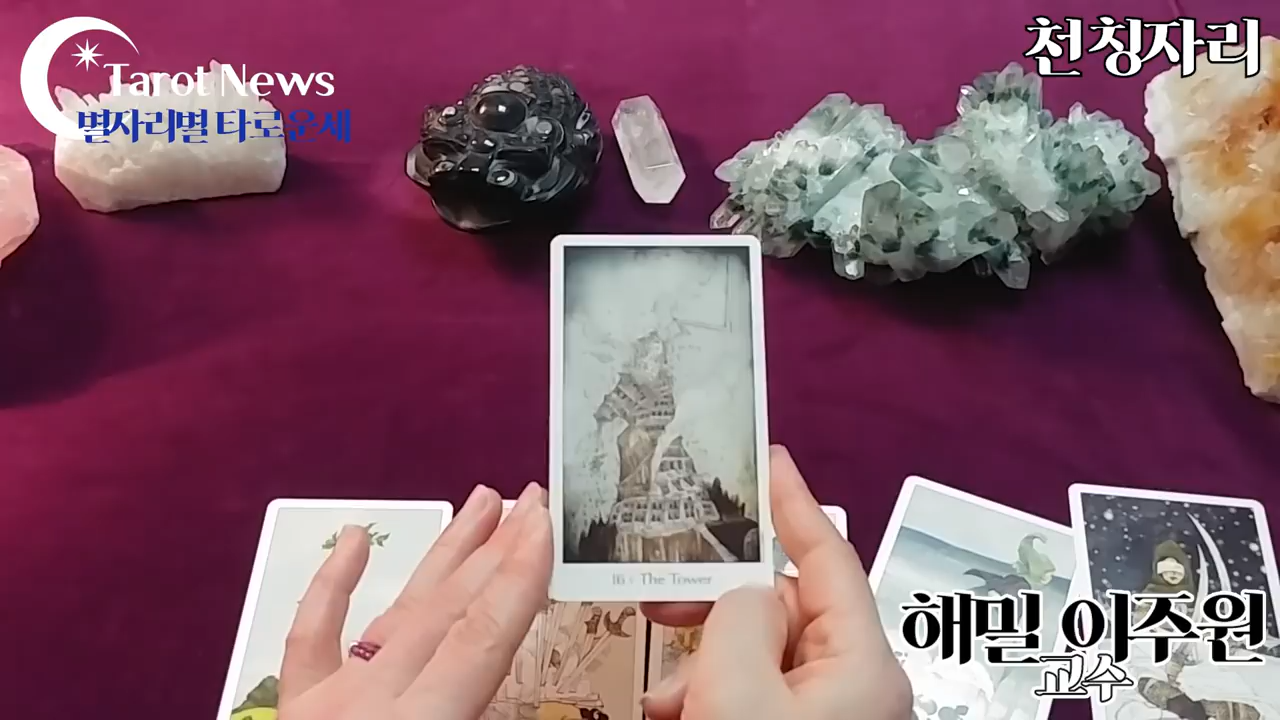 Tarot News
별자리별 타로운세
천칭자리
16 : The Tower
해밀 이주원
교수